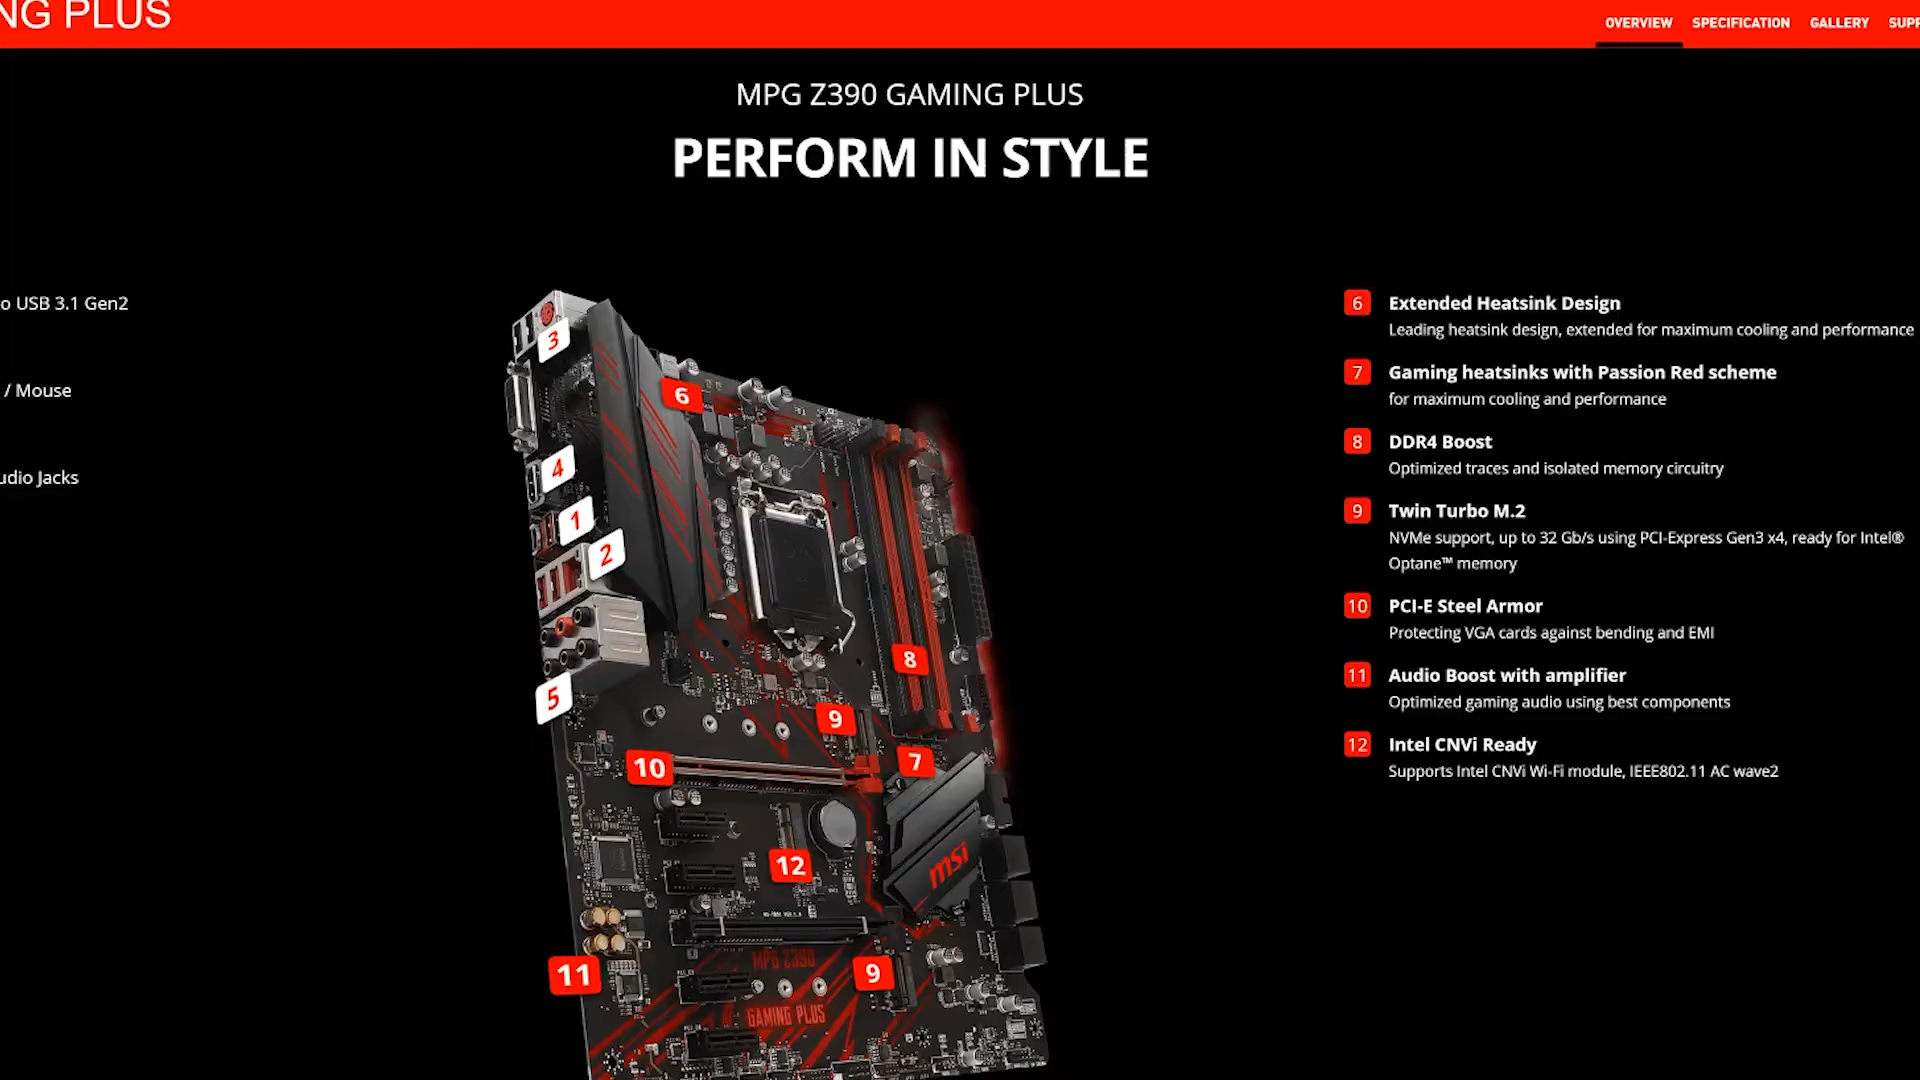 NG PLUS
OVERVIEW SPECIFICATION GALLERY SUPP
MPG Z390 GAMING PLUS
PERFORM IN STYLE
o USB 3.1 Gen2
/ Mouse
udio Jacks
3
6
4
1
2
8
5
9
7
10
12
msi
11
MPG Z390
9
GAMING PLUS
6 Extended Heatsink Design
Leading heatsink design, extended for maximum cooling and performance
7 Gaming heatsinks with Passion Red scheme
for maximum cooling and performance
8 DDR4 Boost
Optimized traces and isolated memory circuitry
9 Twin Turbo M.2
NVMe support, up to 32 Gb/s using PCI-Express Gen3 x4, ready for Intel®
Optane™ memory
10 PCI-E Steel Armor
Protecting VGA cards against bending and EMI
11 Audio Boost with amplifier
Optimized gaming audio using best components
12 Intel CNVi Ready
Supports Intel CNVi Wi-Fi module, IEEE802.11 AC wave2